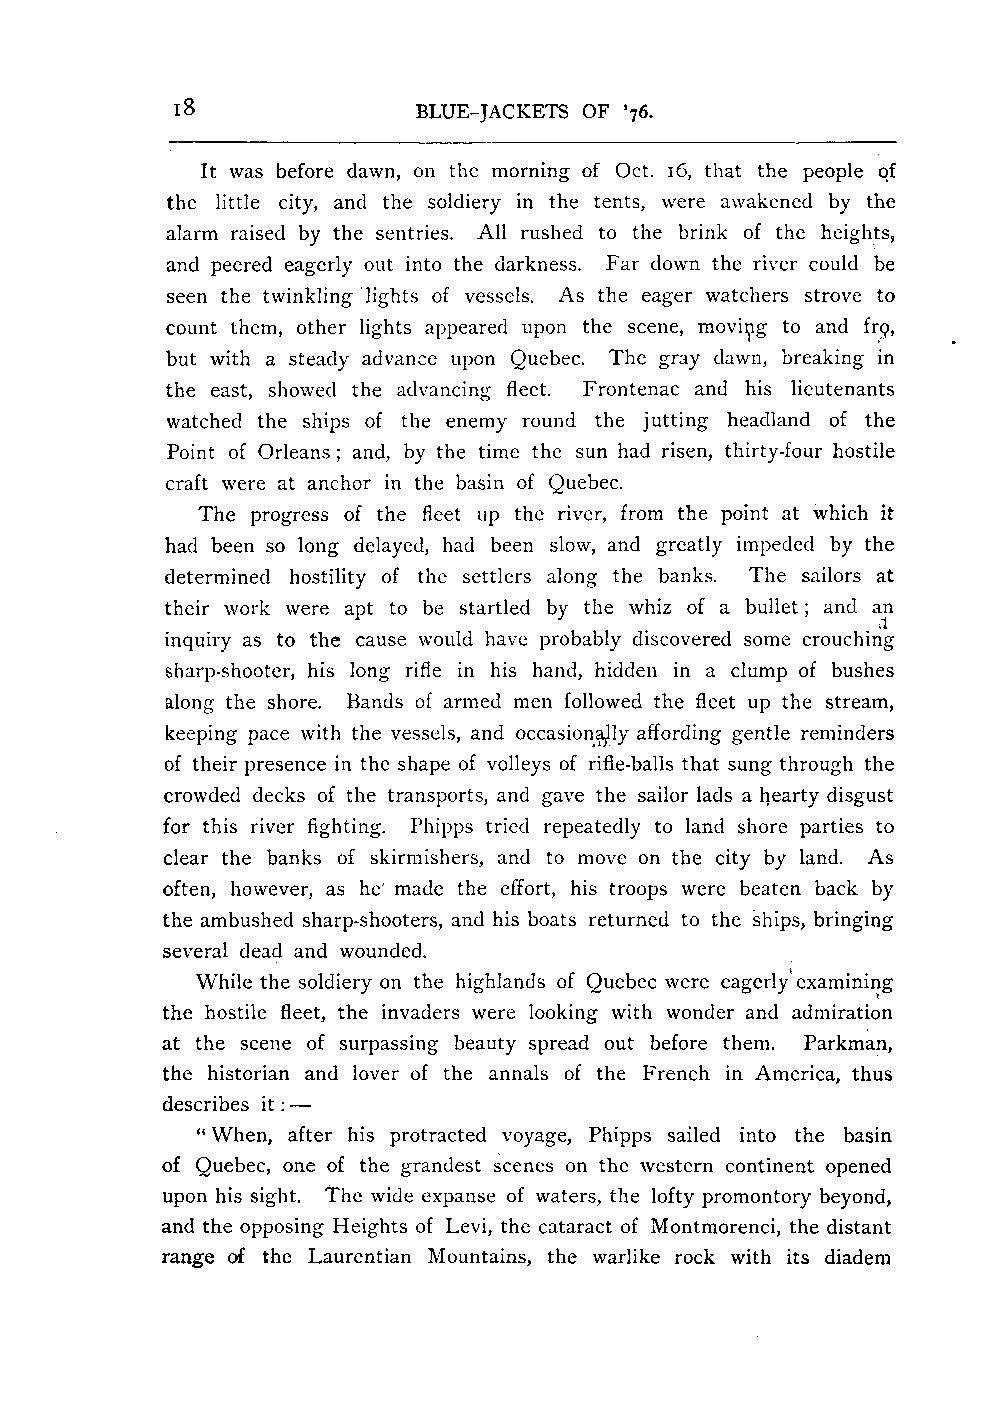 18 BLUE-JACKETS OF '76.
It was before dawn, on the morning of Oct. 16, that the people of
the little city, and the soldiery in the tents, were awakened by the
alarm raised by the sentries. All rushed to the brink of the heights,
and peered eagerly out into the darkness. Far down the river could be
seen the twinkling lights of vessels. As the eager watchers strove to
count them, other lights appeared upon the scene, moving to and fro,
but with a steady advance upon Quebec. The gray dawn, breaking in
the east, showed the advancing fleet. Frontenac and his lieutenants
watched the ships of the enemy round the jutting headland of the
Point of Orleans; and, by the time the sun had risen, thirty-four hostile
craft were at anchor in the basin of Quebec.
The progress of the fleet up the river, from the point at which it
had been so long delayed, had been slow, and greatly impeded by the
determined hostility of the settlers along the banks. The sailors at
their work were apt to be startled by the whiz of a bullet; and an
inquiry as to the cause would have probably discovered some crouching
sharp-shooter, his long rifle in his hand, hidden in a clump of bushes
along the shore. Bands of armed men followed the fleet up the stream,
keeping pace with the vessels, and occasionally affording gentle reminders
of their presence in the shape of volleys of rifle-balls that sung through the
crowded decks of the transports, and gave the sailor lads a hearty disgust
for this river fighting. Phipps tried repeatedly to land shore parties to
clear the banks of skirmishers, and to move on the city by land. As
often, however, as he made the effort, his troops were beaten back by
the ambushed sharp-shooters, and his boats returned to the ships, bringing
several dead and wounded.
While the soldiery on the highlands of Quebec were eagerly examining
the hostile fleet, the invaders were looking with wonder and admiration
at the scene of surpassing beauty spread out before them. Parkman,
the historian and lover of the annals of the French in America, thus
describes it:—
"When, after his protracted voyage, Phipps sailed into the basin
of Quebec, one of the grandest scenes on the western continent opened
upon his sight. The wide expanse of waters, the lofty promontory beyond,
and the opposing Heights of Levi, the cataract of Montmorenci, the distant
range of the Laurentian Mountains, the warlike rock with its diadem